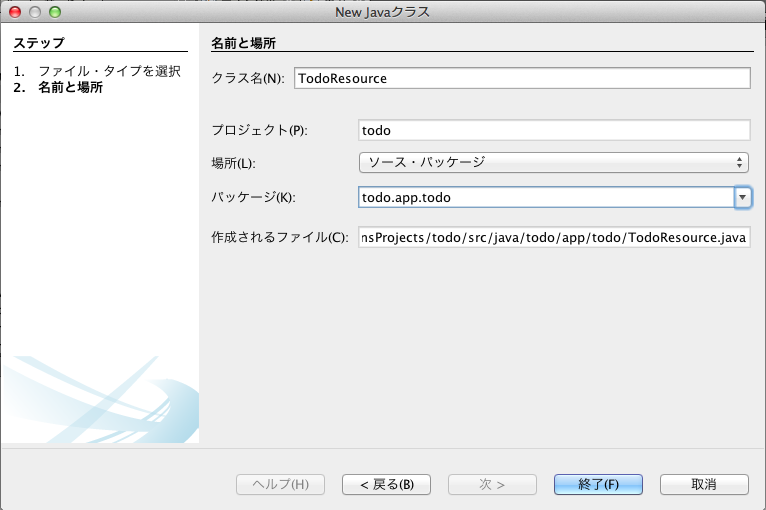 New Javaクラス
ステップ
1. ファイル・タイプを選択
2. 名前と場所
名前と場所
クラス名(N): TodoResource
プロジェクト(P): todo
場所(L): ソース・パッケージ
パッケージ(K): todo.app.todo
作成されるファイル(C): nsProjects/todo/src/java/todo/app/todo/TodoResource.java
ヘルプ(H) < 戻る(B) 次 > 終了(F) 取消